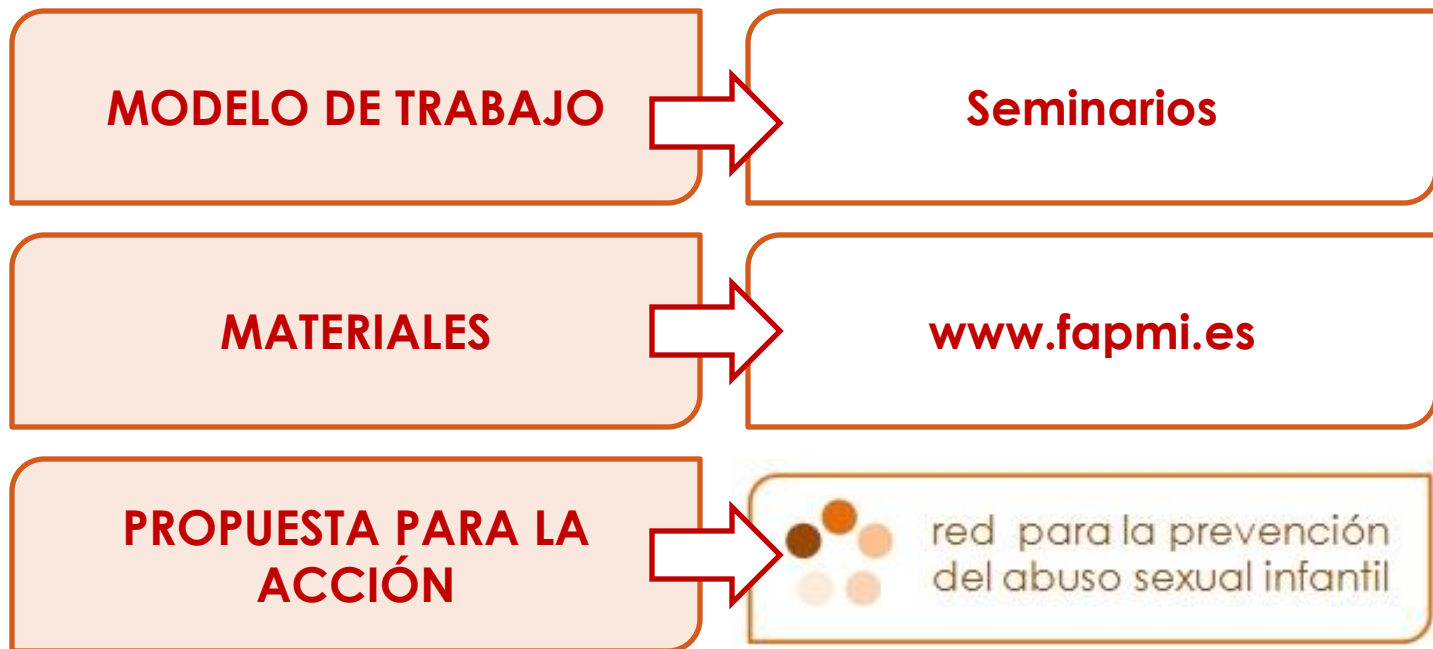 MODELO DE TRABAJO
Seminarios
MATERIALES
www.fapmi.es
PROPUESTA PARA LA
ACCIÓN
red para la prevención
del abuso sexual infantil